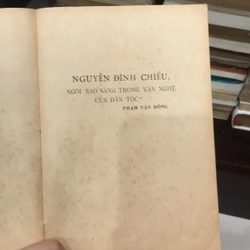 NGUYỄN ĐÌNH CHIỂU,
NGÔI SAO SÁNG TRONG VĂN NGHỆ
CỦA DÂN TỘC
PHẠM VĂN ĐỒNG